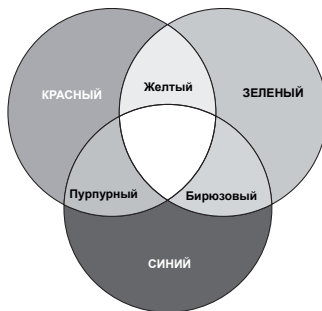 Желтый
КРАСНЫЙ
ЗЕЛЕНЫЙ
Пурпурный
Бирюзовый
СИНИЙ